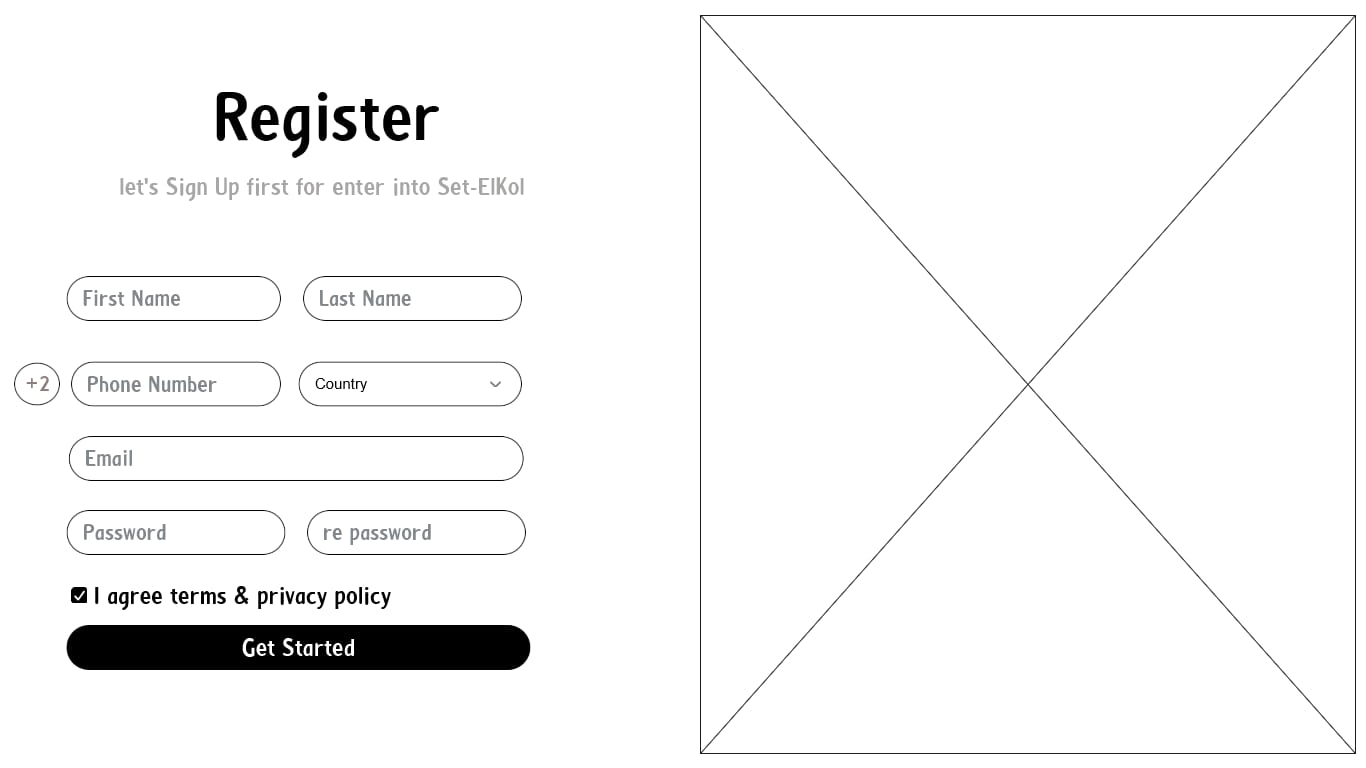 Register
let's Sign Up first for enter into Set-ElKol
First Name
Last Name
+2
Phone Number
Country
Email
Password
re password
I agree terms & privacy policy
Get Started